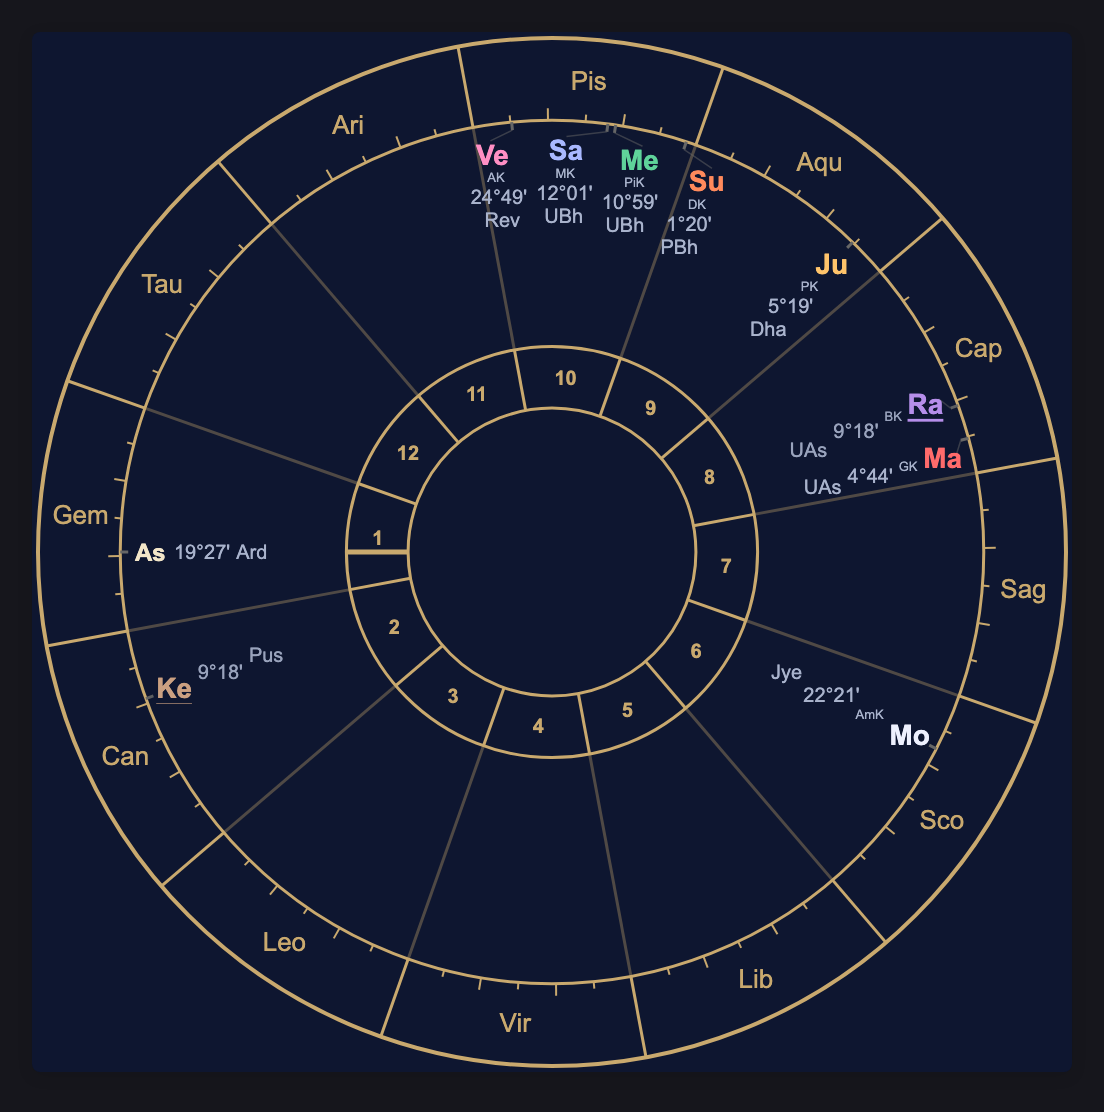 Pis
Ari
Aqu
Ve
AK
24°49'
Rev
Sa
MK
12°01'
UBh
Me
PiK
10°59'
UBh
Su
DK
1°20'
PBh
Ju
PK
5°19'
Dha
Tau
Cap
11
10
9
12
8
Ra
BK
9°18'
UAs
Ma
GK
4°44'
UAs
Gem
As 19°27' Ard
1
7
Sag
2
6
Ke
9°18'
Pus
3
4
5
Jye
22°21'
AmK
Mo
Can
Sco
Leo
Lib
Vir